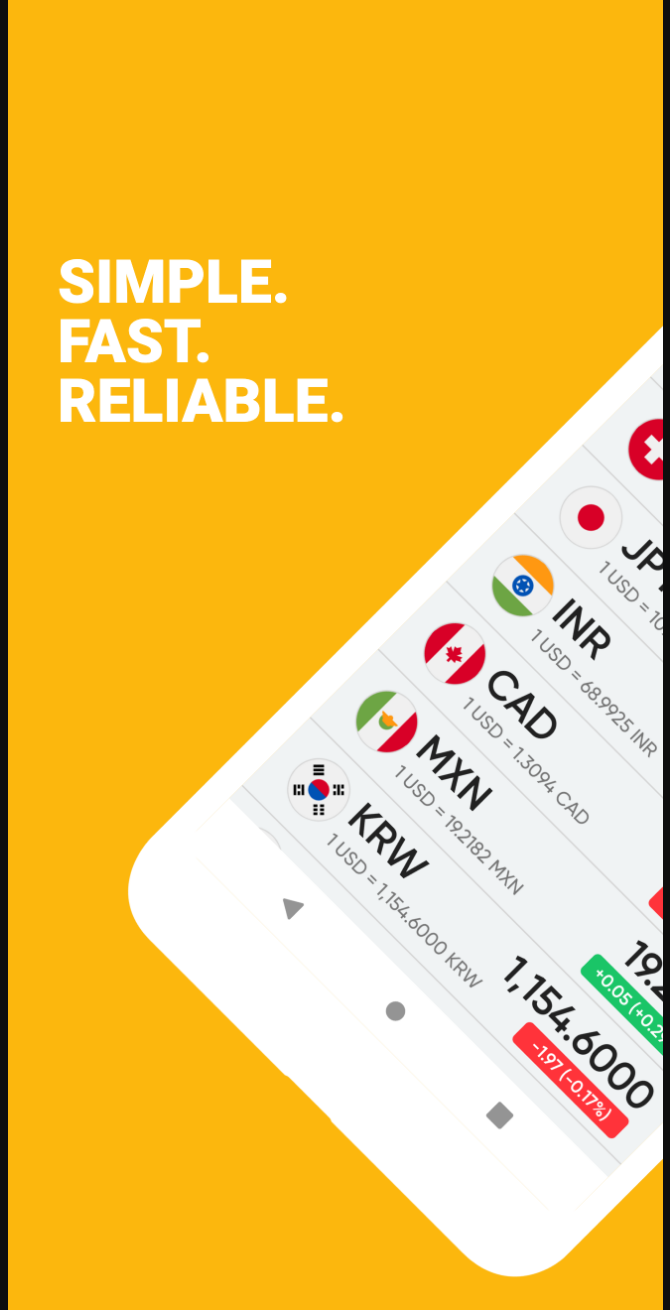 SIMPLE.
FAST.
RELIABLE.
1 USD = 10
INR
1 USD = 68.9925 INR
CAD
1 USD = 1.3094 CAD
MXN
1 USD = 19.2182 MXN
19.2
+0.05 (+0.29
KRW
1 USD = 1,154.6000 KRW
1,154.6000
-1.97 (-0.17%)